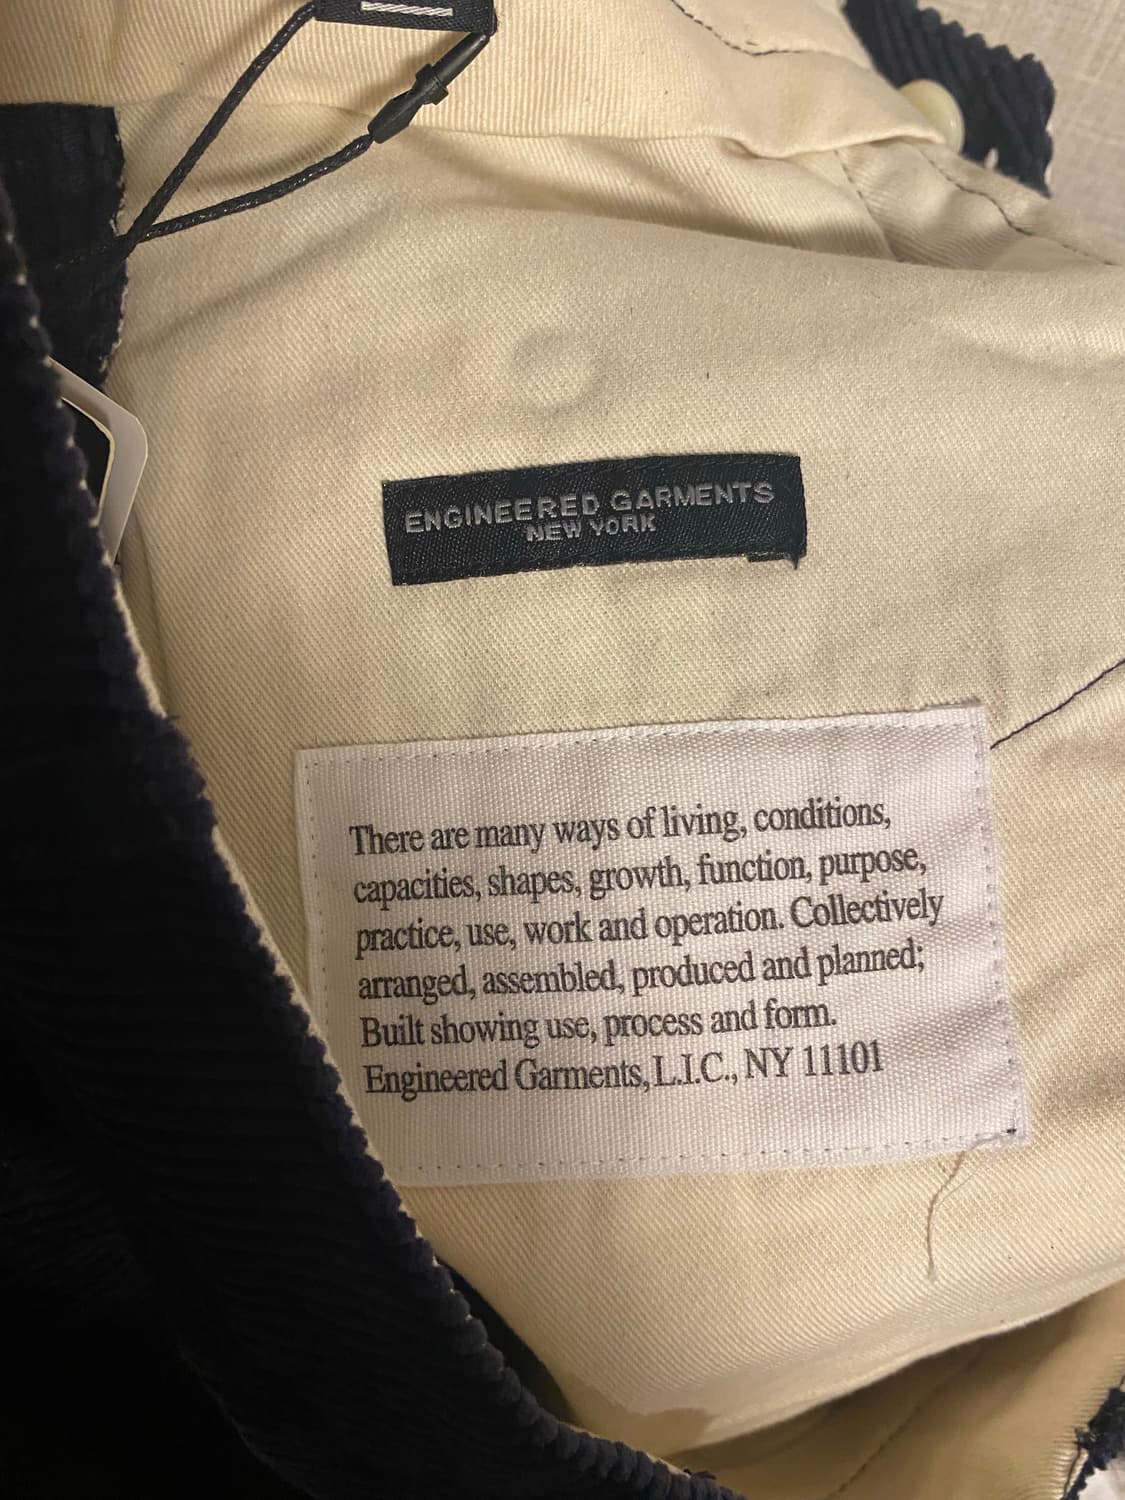 ENGINEERED GARMENTS
NEW YORK
There are many ways of living, conditions,
capacities, shapes, growth, function, purpose,
practice, use, work and operation. Collectively
arranged, assembled, produced and planned;
Built showing use, process and form.
Engineered Garments, L.I.C., NY 11101